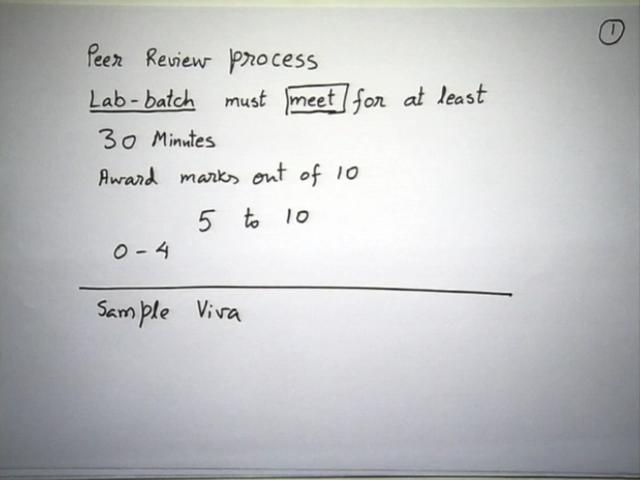 1
Peer Review process
Lab-batch must meet for at least
30 Minutes
Award marks out of 10
5 to 10
0-4
Sample Viva